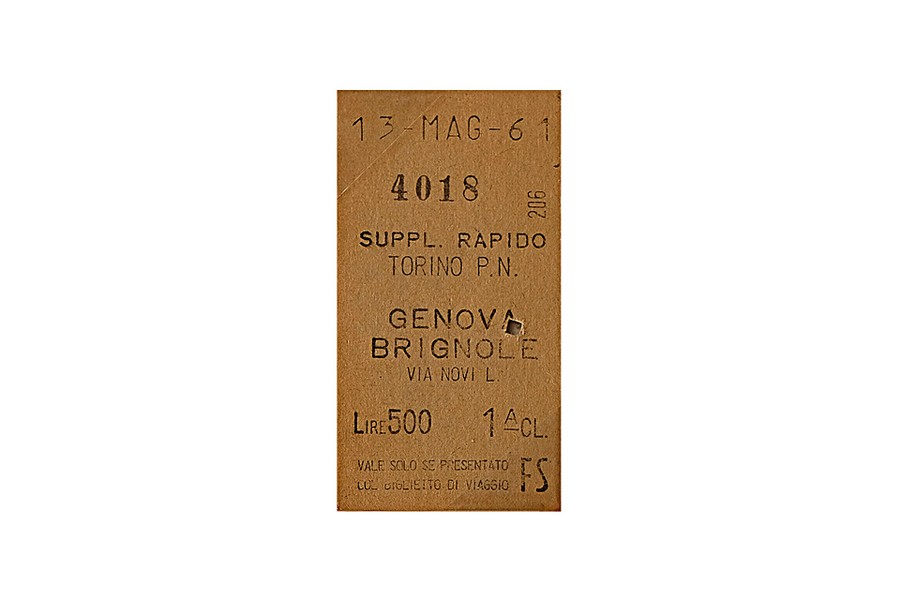 13-MAG-61
4018
206
SUPPL. RAPIDO
TORINO P.N.
GENOVA
BRIGNOLE
VIA NOVI L.
LIRE 500 1A CL.
VALE SOLO SE PRESENTATO
COL BIGLIETTO DI VIAGGIO FS